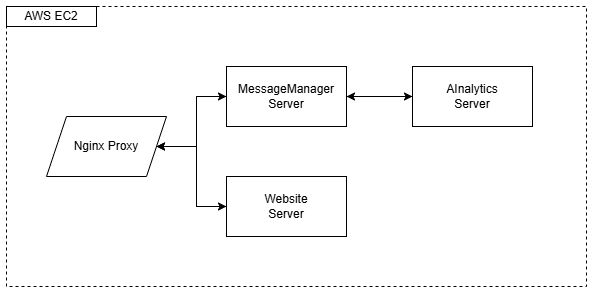 AWS EC2
MessageManager
Server
AInalytics
Server
Nginx Proxy
Website
Server